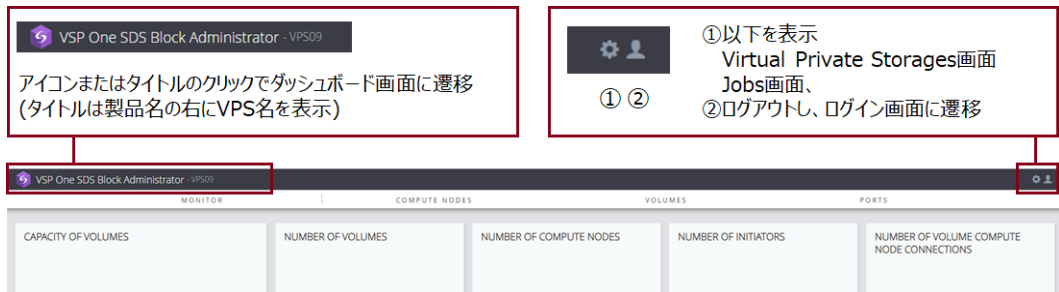 VSP One SDS Block Administrator - VPS09
アイコンまたはタイトルのクリックでダッシュボード画面に遷移
(タイトルは製品名の右にVPS名を表示)
① ②
①以下を表示
Virtual Private Storages画面
Jobs画面、
②ログアウトし、ログイン画面に遷移
VSP One SDS Block Administrator - VPS09
MONITOR
COMPUTE NODES
VOLUMES
PORTS
CAPACITY OF VOLUMES
NUMBER OF VOLUMES
NUMBER OF COMPUTE NODES
NUMBER OF INITIATORS
NUMBER OF VOLUME COMPUTE
NODE CONNECTIONS